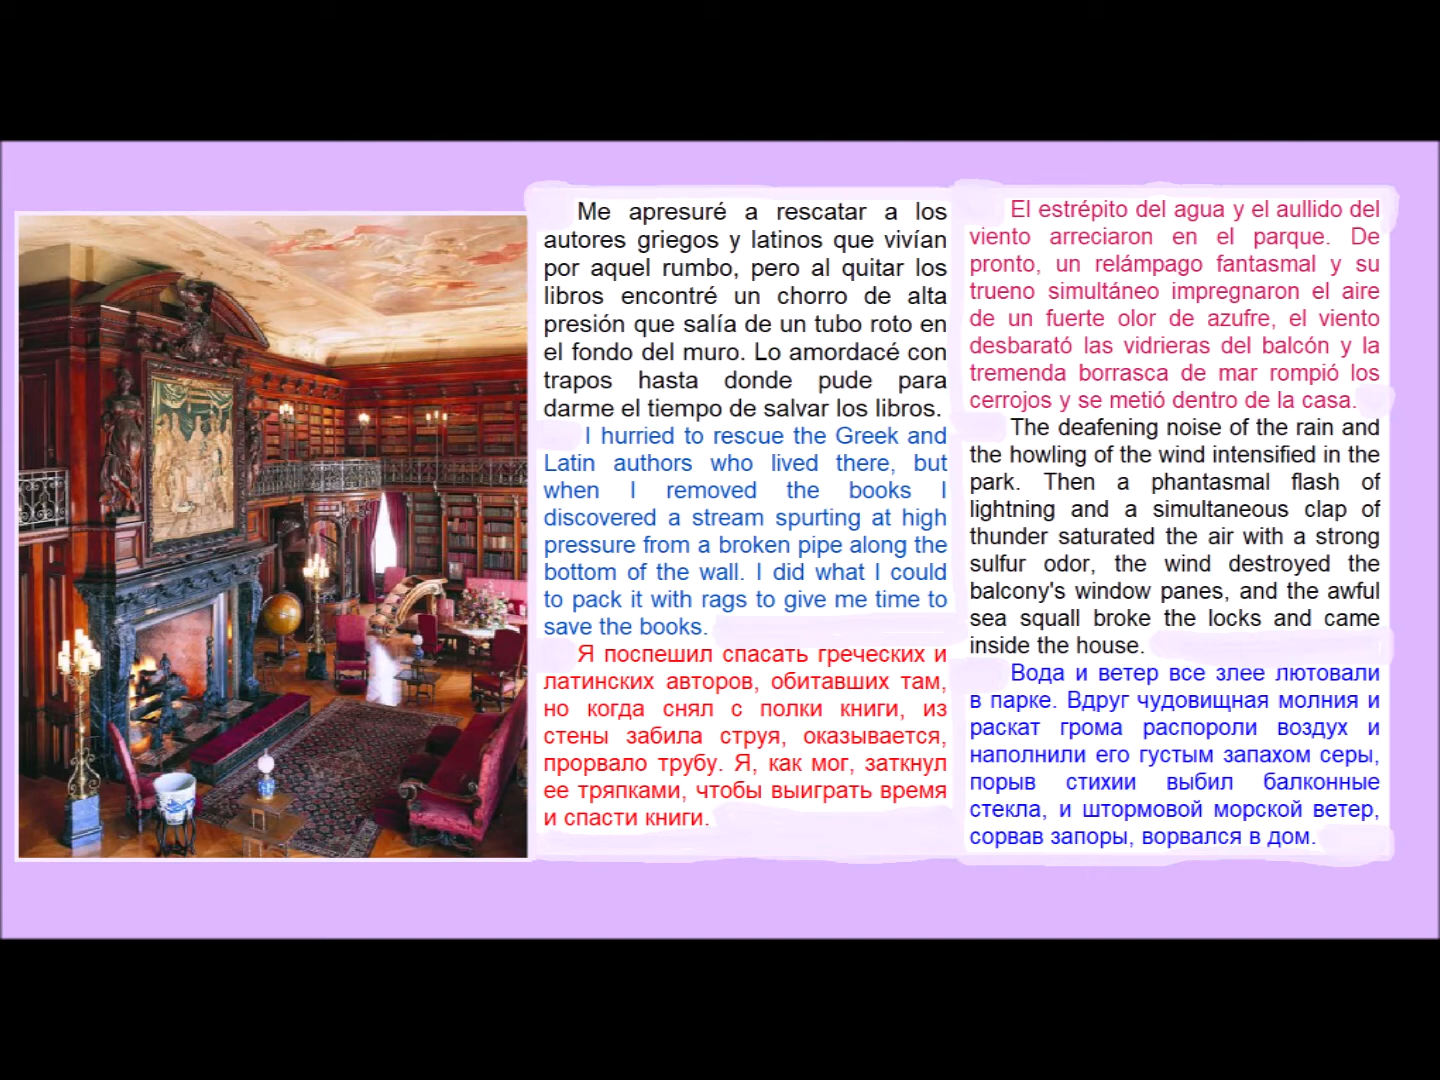 Me apresuré a rescatar a los
autores griegos y latinos que vivían
por aquel rumbo, pero al quitar los
libros encontré un chorro de alta
presión que salía de un tubo roto en
el fondo del muro. Lo amordacé con
trapos hasta donde pude para
darme el tiempo de salvar los libros.
I hurried to rescue the Greek and
Latin authors who lived there, but
when I removed the books I
discovered a stream spurting at high
pressure from a broken pipe along the
bottom of the wall. I did what I could
to pack it with rags to give me time to
save the books.
Я поспешил спасать греческих и
латинских авторов, обитавших там,
но когда снял с полки книги, из
стены забила струя, оказывается,
прорвало трубу. Я, как мог, заткнул
ее тряпками, чтобы выиграть время
и спасти книги.
El estrépito del agua y el aullido del
viento arreciaron en el parque. De
pronto, un relámpago fantasmal y su
trueno simultáneo impregnaron el aire
de un fuerte olor de azufre, el viento
desbarató las vidrieras del balcón y la
tremenda borrasca de mar rompió los
cerrojos y se metió dentro de la casa.
The deafening noise of the rain and
the howling of the wind intensified in the
park. Then a phantasmal flash of
lightning and a simultaneous clap of
thunder saturated the air with a strong
sulfur odor, the wind destroyed the
balcony's window panes, and the awful
sea squall broke the locks and came
inside the house.
Вода и ветер все злее лютовали
в парке. Вдруг чудовищная молния и
раскат грома распороли воздух и
наполнили его густым запахом серы,
порыв стихии выбил балконные
стекла, и штормовой морской ветер,
сорвав запоры, ворвался в дом.